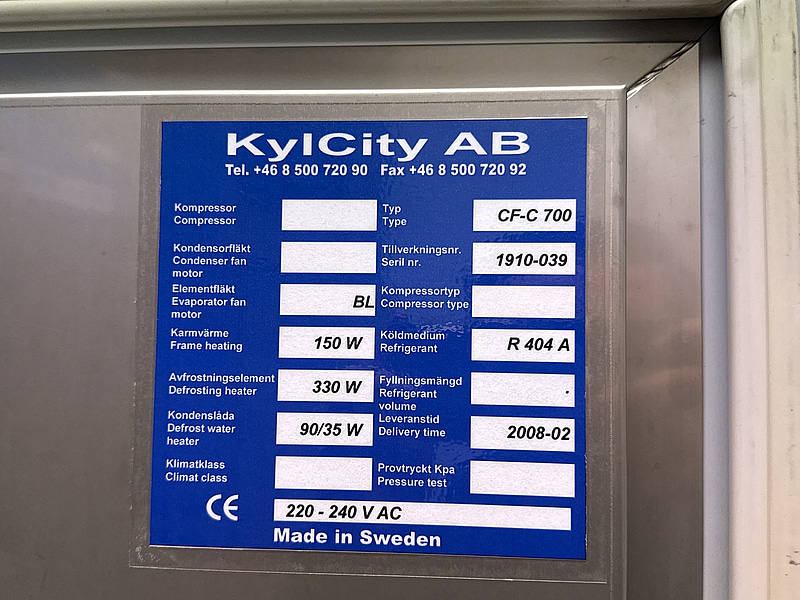 KylCity AB
Tel. +46 8 500 720 90 Fax +46 8 500 720 92
Kompressor
Compressor
Typ
Type
CF-C 700
Kondensorfläkt
Condenser fan
motor
Tillverkningsnr.
Seril nr.
1910-039
Elementfläkt
Evaporator fan
motor
BL
Kompressortyp
Compressor type
Karmvärme
Frame heating
150 W
Köldmedium
Refrigerant
R 404 A
Avfrostningselement
Defrosting heater
330 W
Fyllningsmängd
Refrigerant
volume
.
Kondenslåda
Defrost water
heater
90/35 W
Leveranstid
Delivery time
2008-02
Klimatklass
Climat class
Provtryckt Kpa
Pressure test
CE
220 - 240 V AC
Made in Sweden